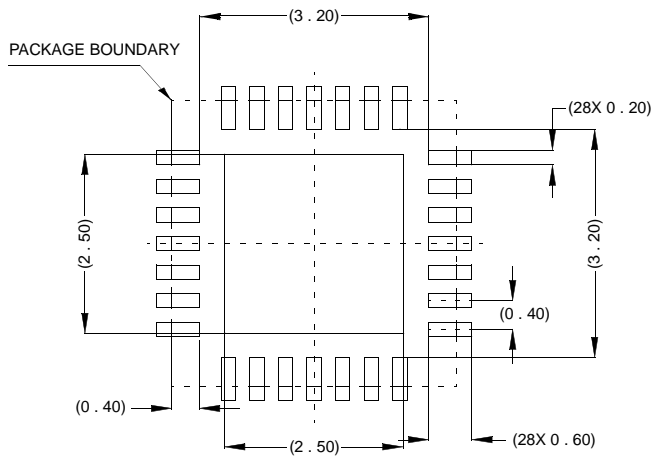 (3 . 20)
PACKAGE BOUNDARY
(28X 0 . 20)
(2 . 50)
(3 . 20)
(0 . 40)
(0 . 40)
(2 . 50)
(28X 0 . 60)